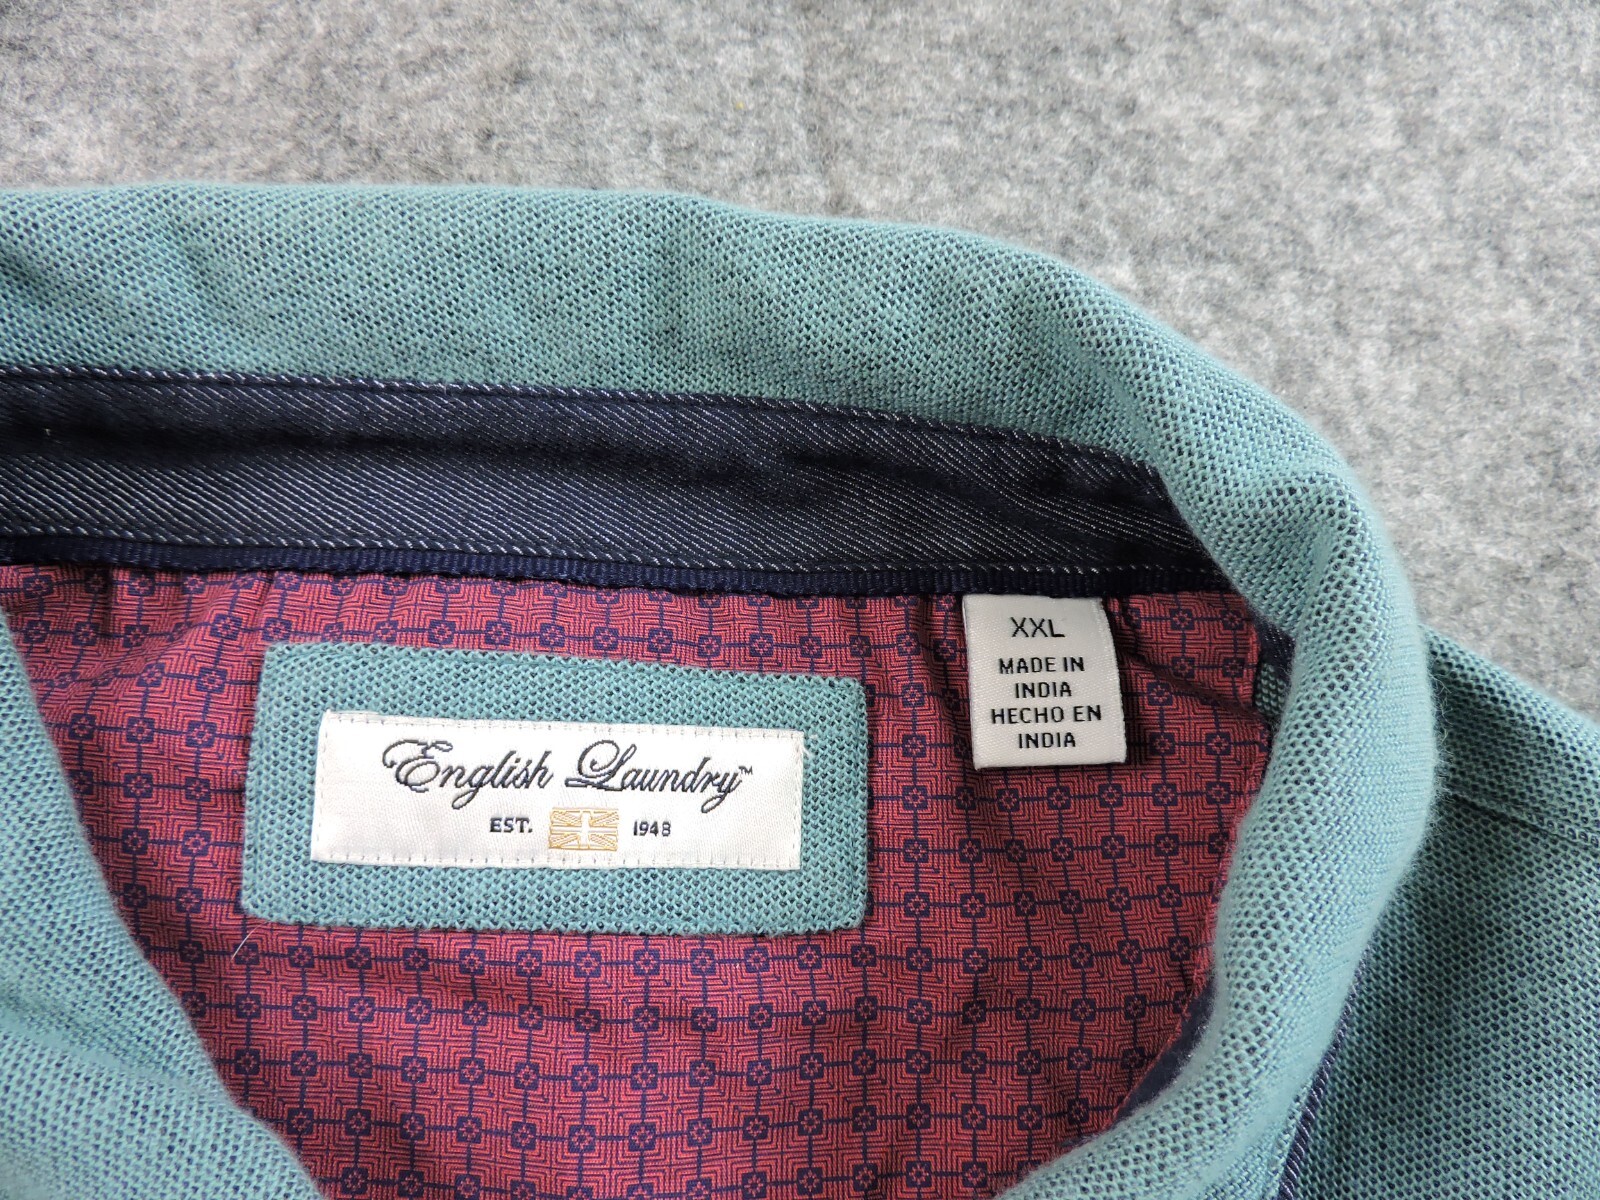 English Laundry™
EST. 1948
XXL
MADE IN
INDIA
HECHO EN
INDIA